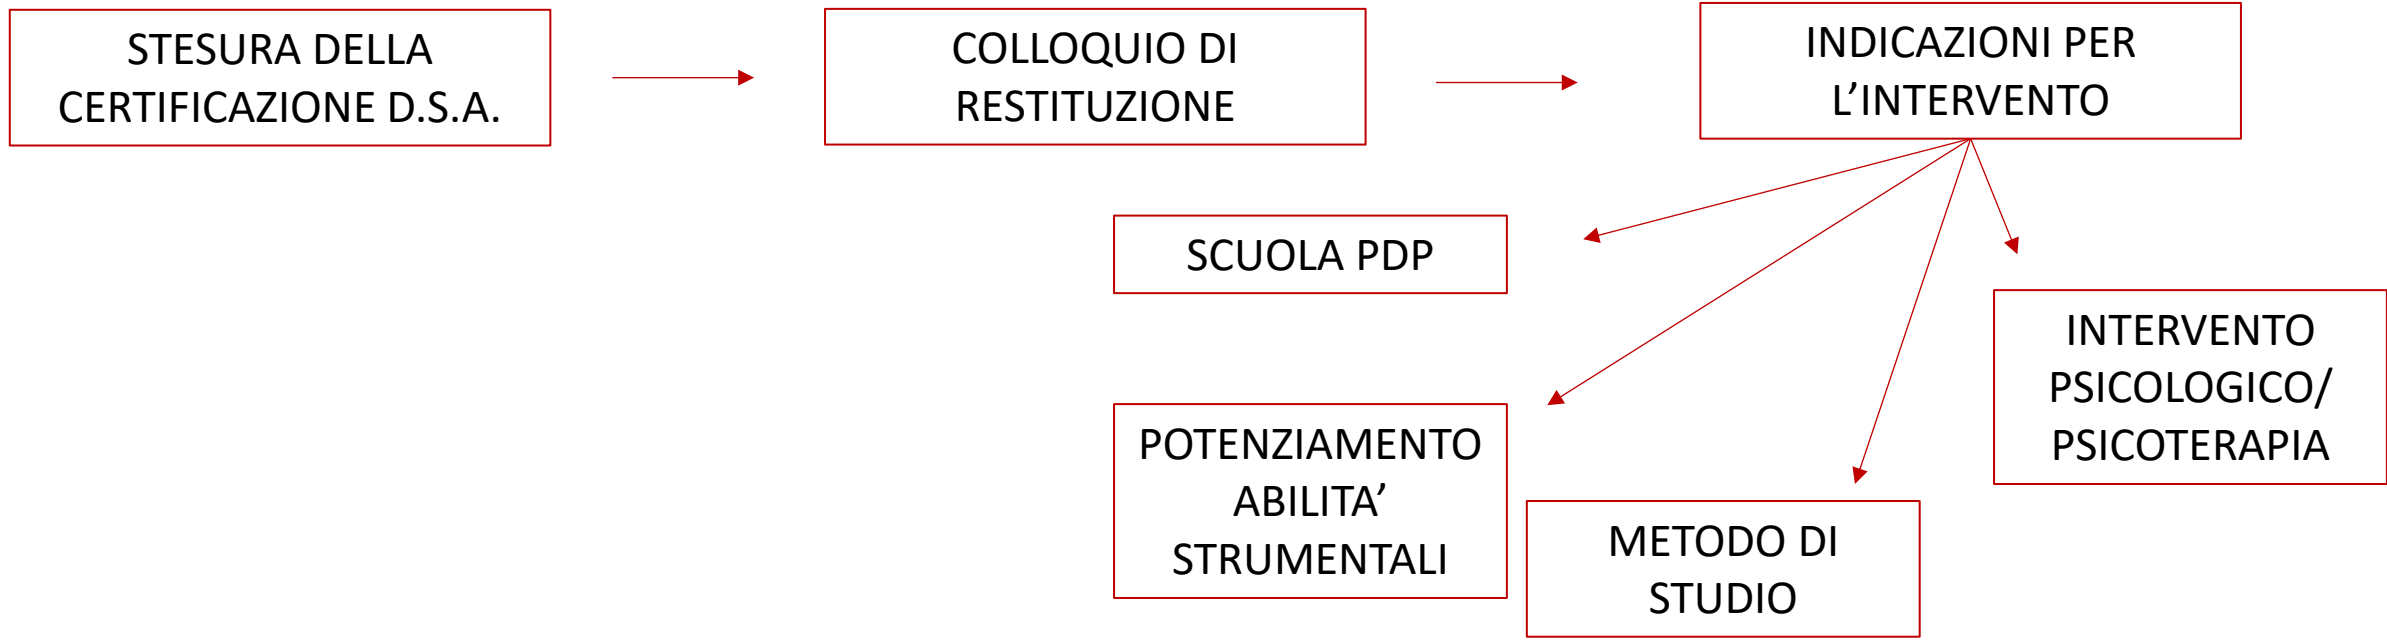 STESURA DELLA
CERTIFICAZIONE D.S.A.
COLLOQUIO DI
RESTITUZIONE
INDICAZIONI PER
L’INTERVENTO
SCUOLA PDP
POTENZIAMENTO
ABILITA’
STRUMENTALI
METODO DI
STUDIO
INTERVENTO
PSICOLOGICO/
PSICOTERAPIA